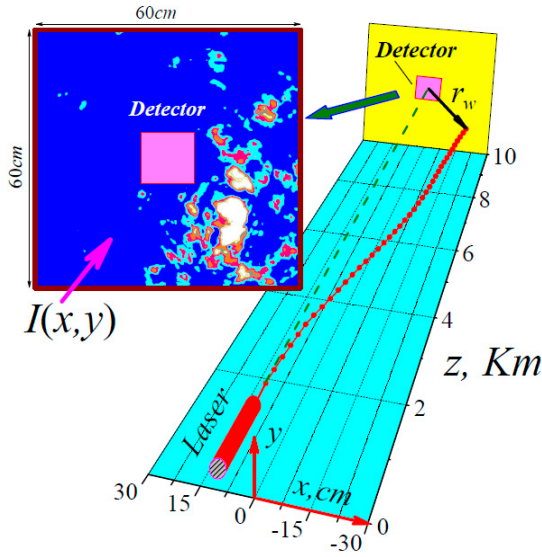 60cm
Detector
60cm
Detector
r_w
I(x,y)
10
8
6
4
2
0
z, Km
Laser
y
x,cm
30
15
0
-15
-30